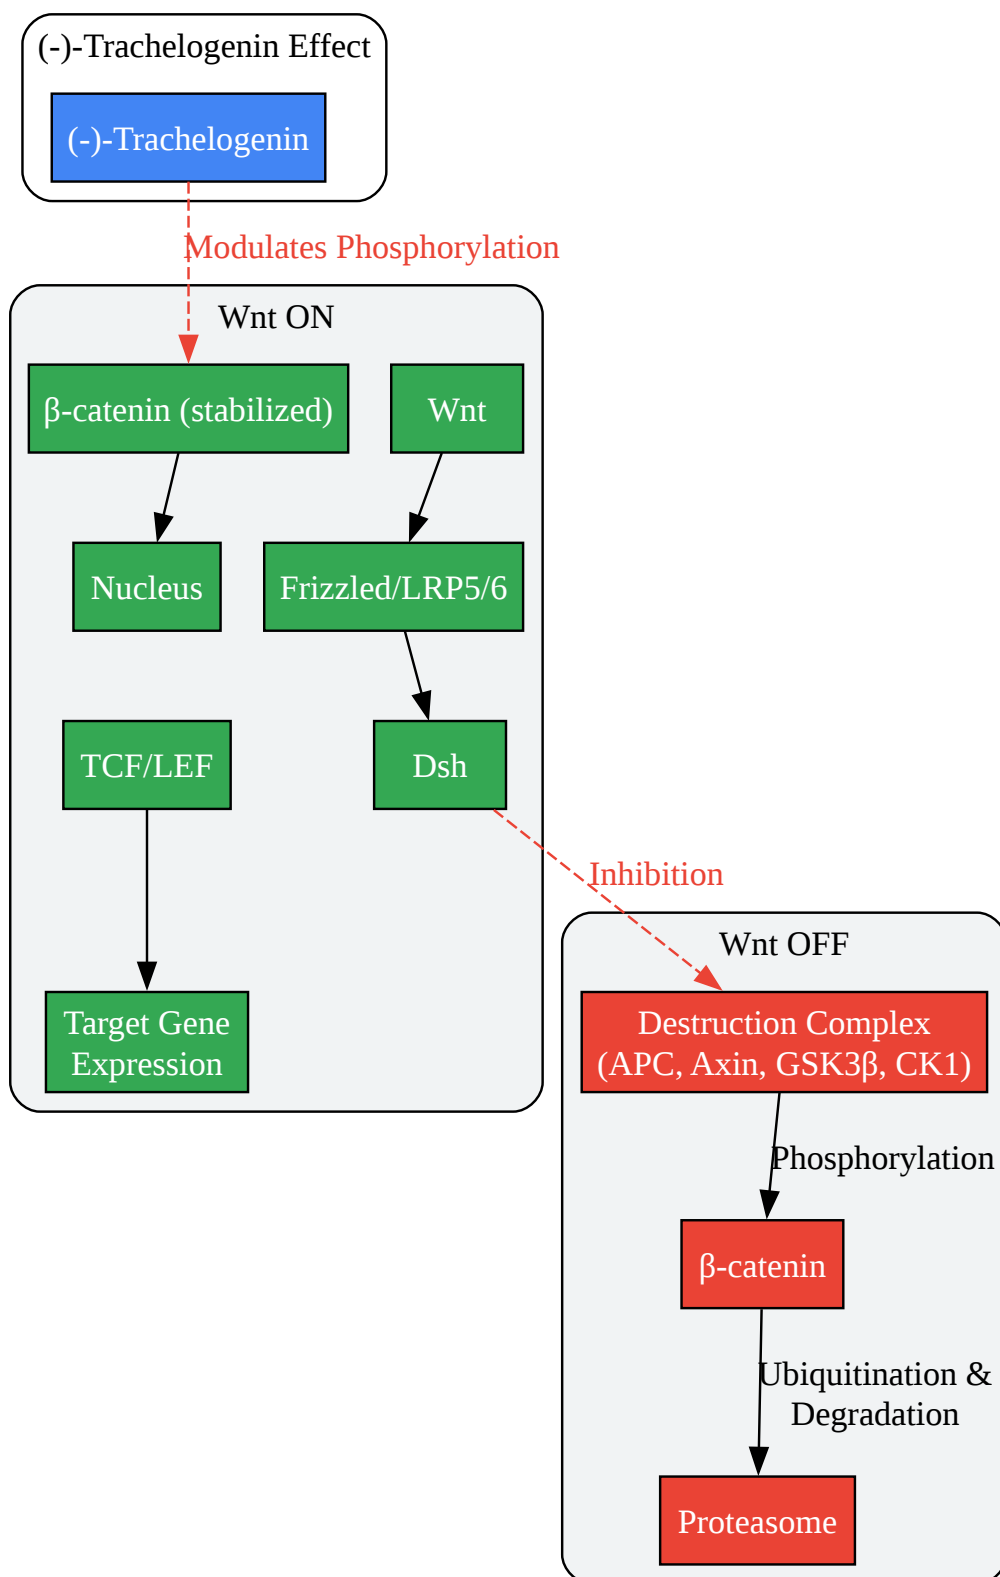 (-)-Trachelogenin Effect
(-)-Trachelogenin
Modulates Phosphorylation
Wnt ON
β-catenin (stabilized)
Wnt
Nucleus
Frizzled/LRP5/6
TCF/LEF
Dsh
Inhibition
Target Gene
Expression
Wnt OFF
Destruction Complex
(APC, Axin, GSK3β, CK1)
Phosphorylation
β-catenin
Ubiquitination &
Degradation
Proteasome